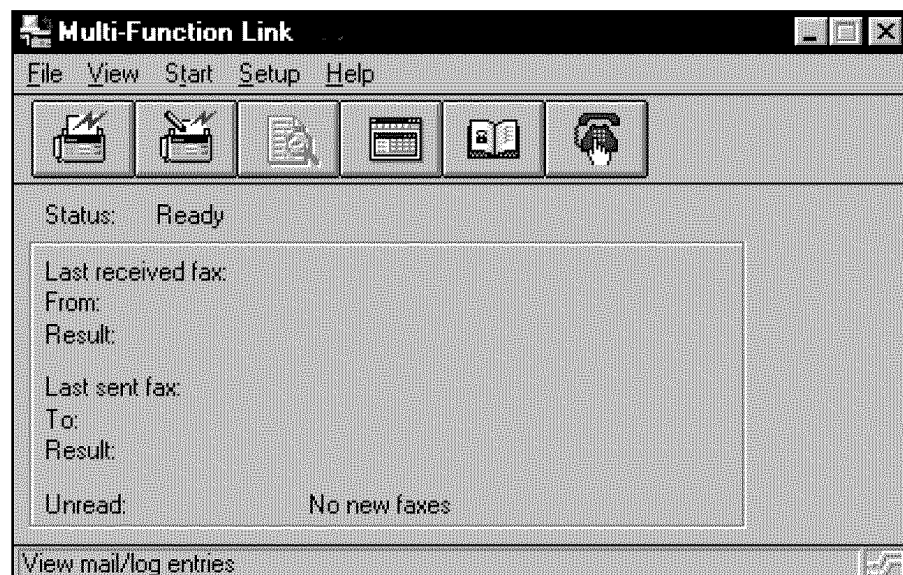 Multi-Function Link
File View Start Setup Help
Status: Ready
Last received fax:
From:
Result:
Last sent fax:
To:
Result:
Unread: No new faxes
View mail/log entries